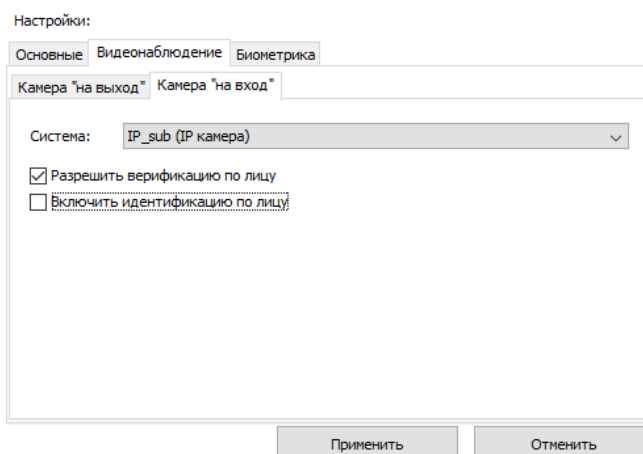 Настройки:
Основные Видеонаблюдение Биометрика
Камера "на выход" Камера "на вход"
Система: IP_sub (IP камера)
Разрешить верификацию по лицу
Включить идентификацию по лицу
Применить Отменить